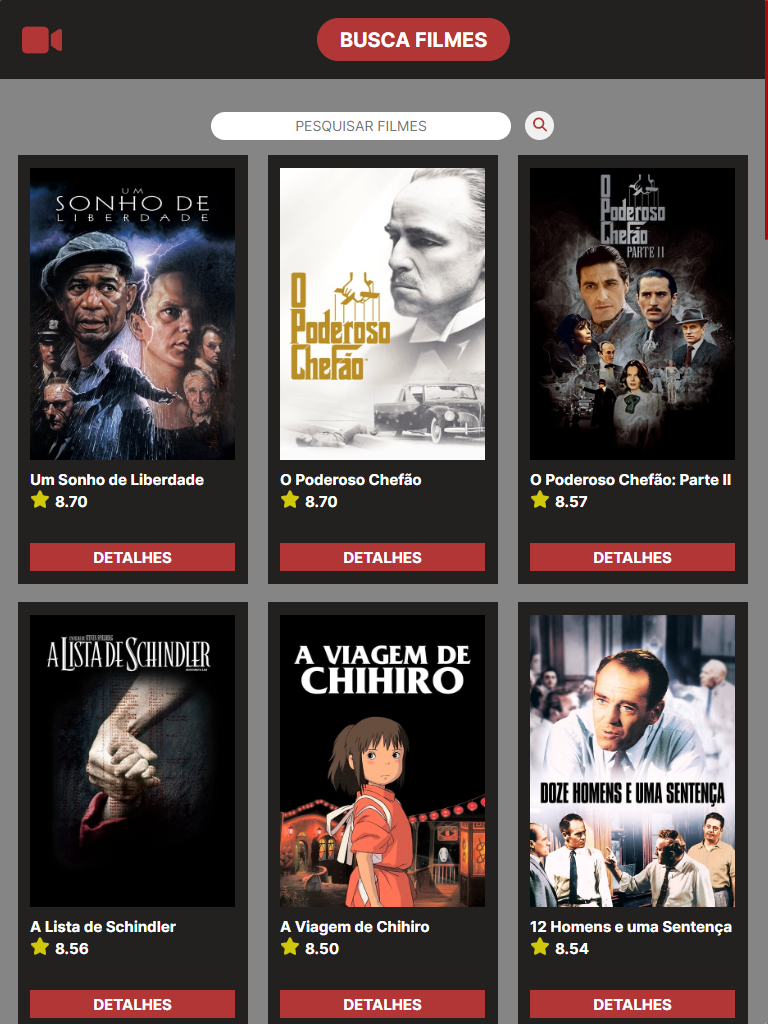 BUSCA FILMES
PESQUISAR FILMES
UM
SONHO DE
LIBERDADE
O
Poderoso
Chefão
O
Poderoso
Chefão
PARTE II
Um Sonho de Liberdade
8.70
DETALHES
O Poderoso Chefão
8.70
DETALHES
O Poderoso Chefão: Parte II
8.57
DETALHES
A LISTA DE SCHINDLER
A VIAGEM DE
CHIHIRO
DOZE HOMENS E UMA SENTENÇA
A Lista de Schindler
8.56
DETALHES
A Viagem de Chihiro
8.50
DETALHES
12 Homens e uma Sentença
8.54
DETALHES